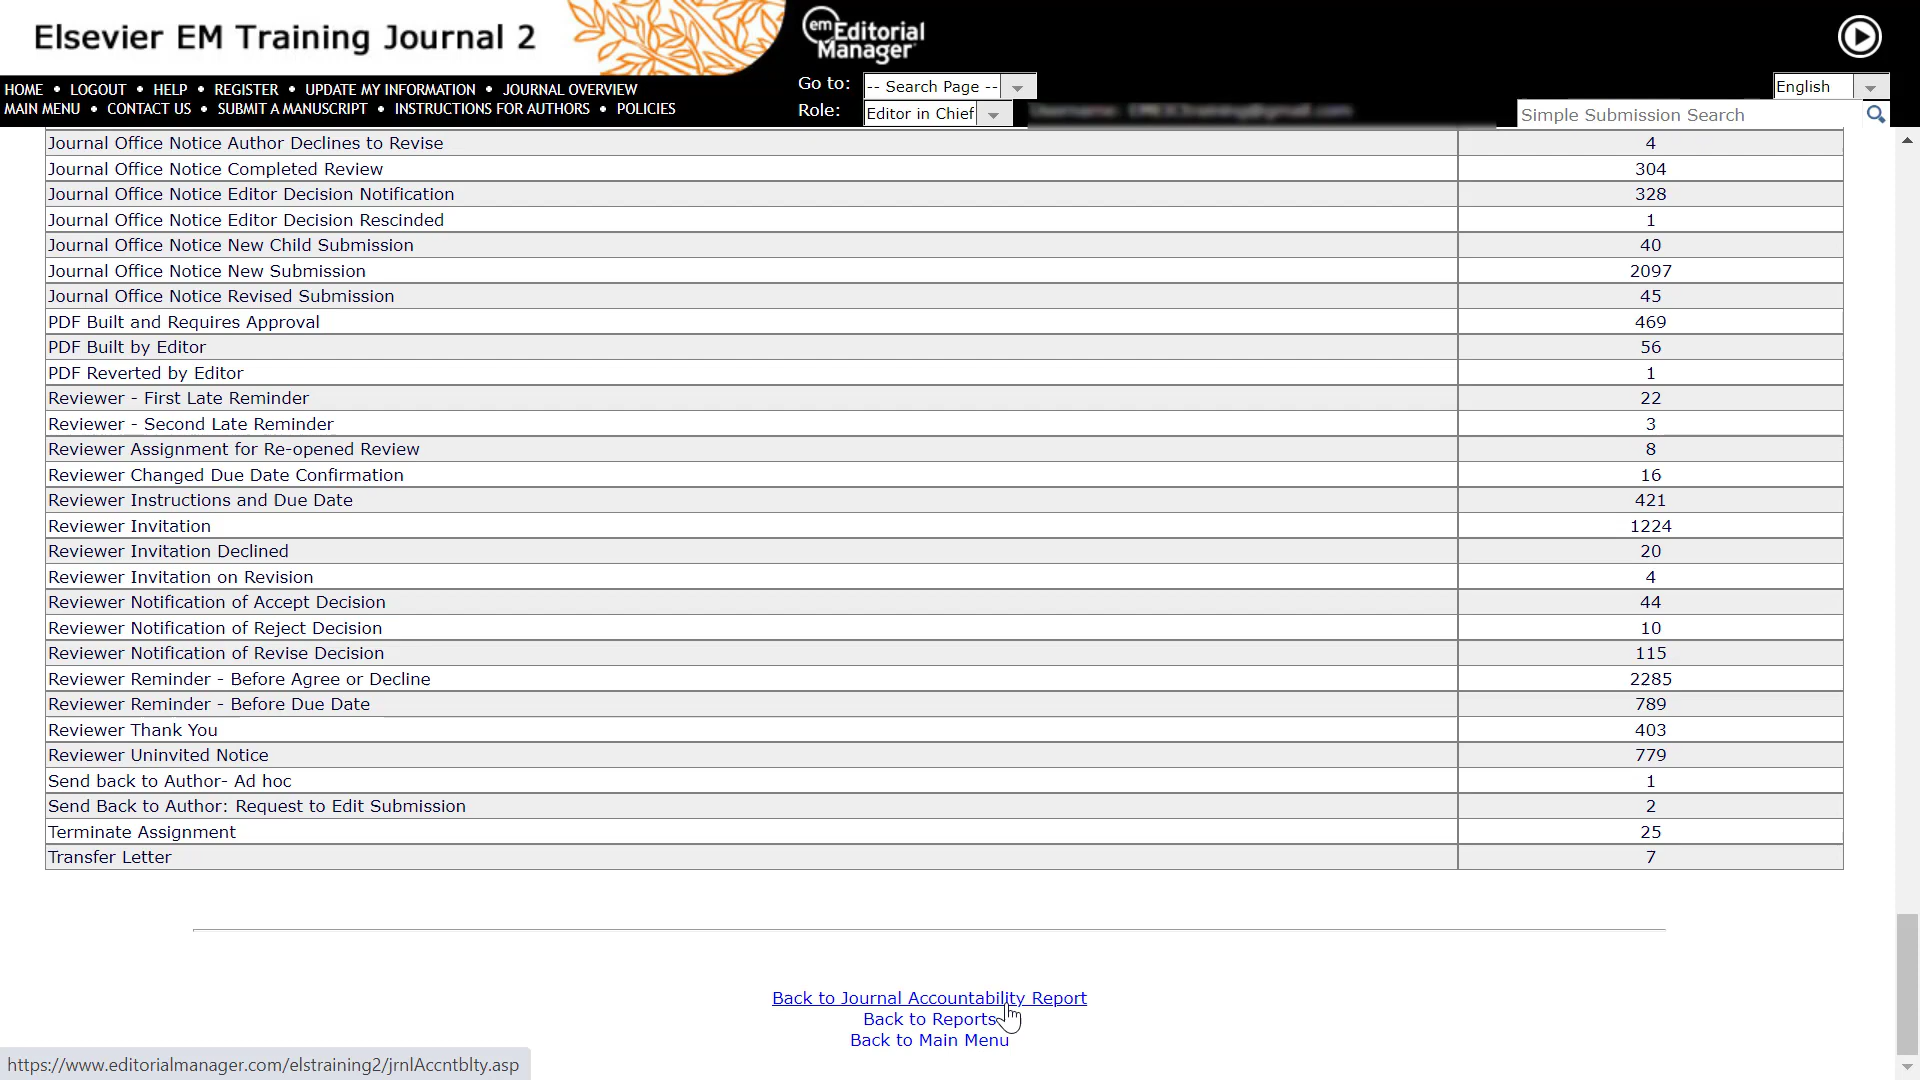 Elsevier EM Training Journal 2
em Editorial Manager
HOME • LOGOUT • HELP • REGISTER • UPDATE MY INFORMATION • JOURNAL OVERVIEW
MAIN MENU • CONTACT US • SUBMIT A MANUSCRIPT • INSTRUCTIONS FOR AUTHORS • POLICIES
Go to: -- Search Page --
Role: Editor in Chief
English
Simple Submission Search
Journal Office Notice Author Declines to Revise 4
Journal Office Notice Completed Review 304
Journal Office Notice Editor Decision Notification 328
Journal Office Notice Editor Decision Rescinded 1
Journal Office Notice New Child Submission 40
Journal Office Notice New Submission 2097
Journal Office Notice Revised Submission 45
PDF Built and Requires Approval 469
PDF Built by Editor 56
PDF Reverted by Editor 1
Reviewer - First Late Reminder 22
Reviewer - Second Late Reminder 3
Reviewer Assignment for Re-opened Review 8
Reviewer Changed Due Date Confirmation 16
Reviewer Instructions and Due Date 421
Reviewer Invitation 1224
Reviewer Invitation Declined 20
Reviewer Invitation on Revision 4
Reviewer Notification of Accept Decision 44
Reviewer Notification of Reject Decision 10
Reviewer Notification of Revise Decision 115
Reviewer Reminder - Before Agree or Decline 2285
Reviewer Reminder - Before Due Date 789
Reviewer Thank You 403
Reviewer Uninvited Notice 779
Send back to Author- Ad hoc 1
Send Back to Author: Request to Edit Submission 2
Terminate Assignment 25
Transfer Letter 7
Back to Journal Accountability Report
Back to Reports
Back to Main Menu
https://www.editorialmanager.com/elstraining2/jrnlAccntblty.asp